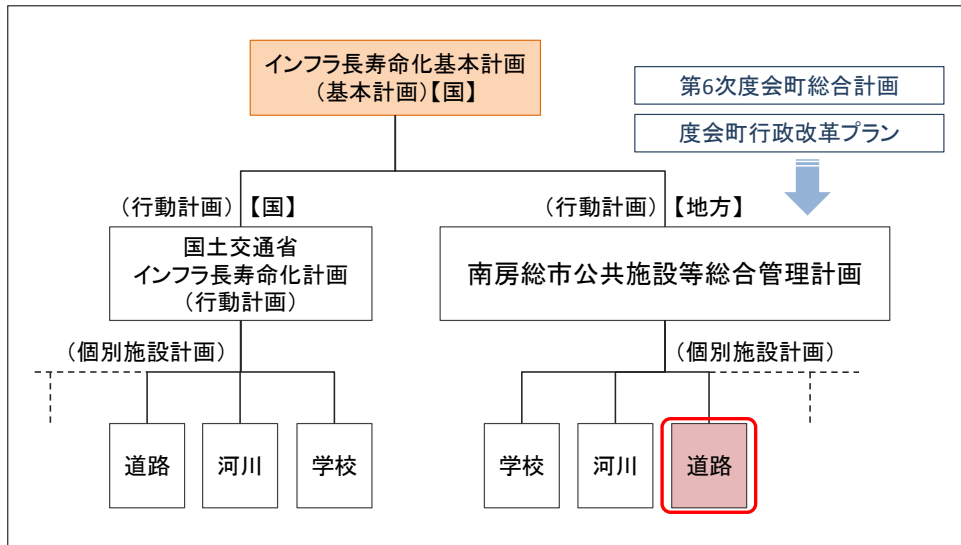 インフラ長寿命化基本計画
(基本計画)【国】
第6次度会町総合計画
度会町行政改革プラン
(行動計画)【国】
(行動計画)【地方】
国土交通省
インフラ長寿命化計画
(行動計画)
南房総市公共施設等総合管理計画
(個別施設計画)
(個別施設計画)
道路
河川
学校
学校
河川
道路